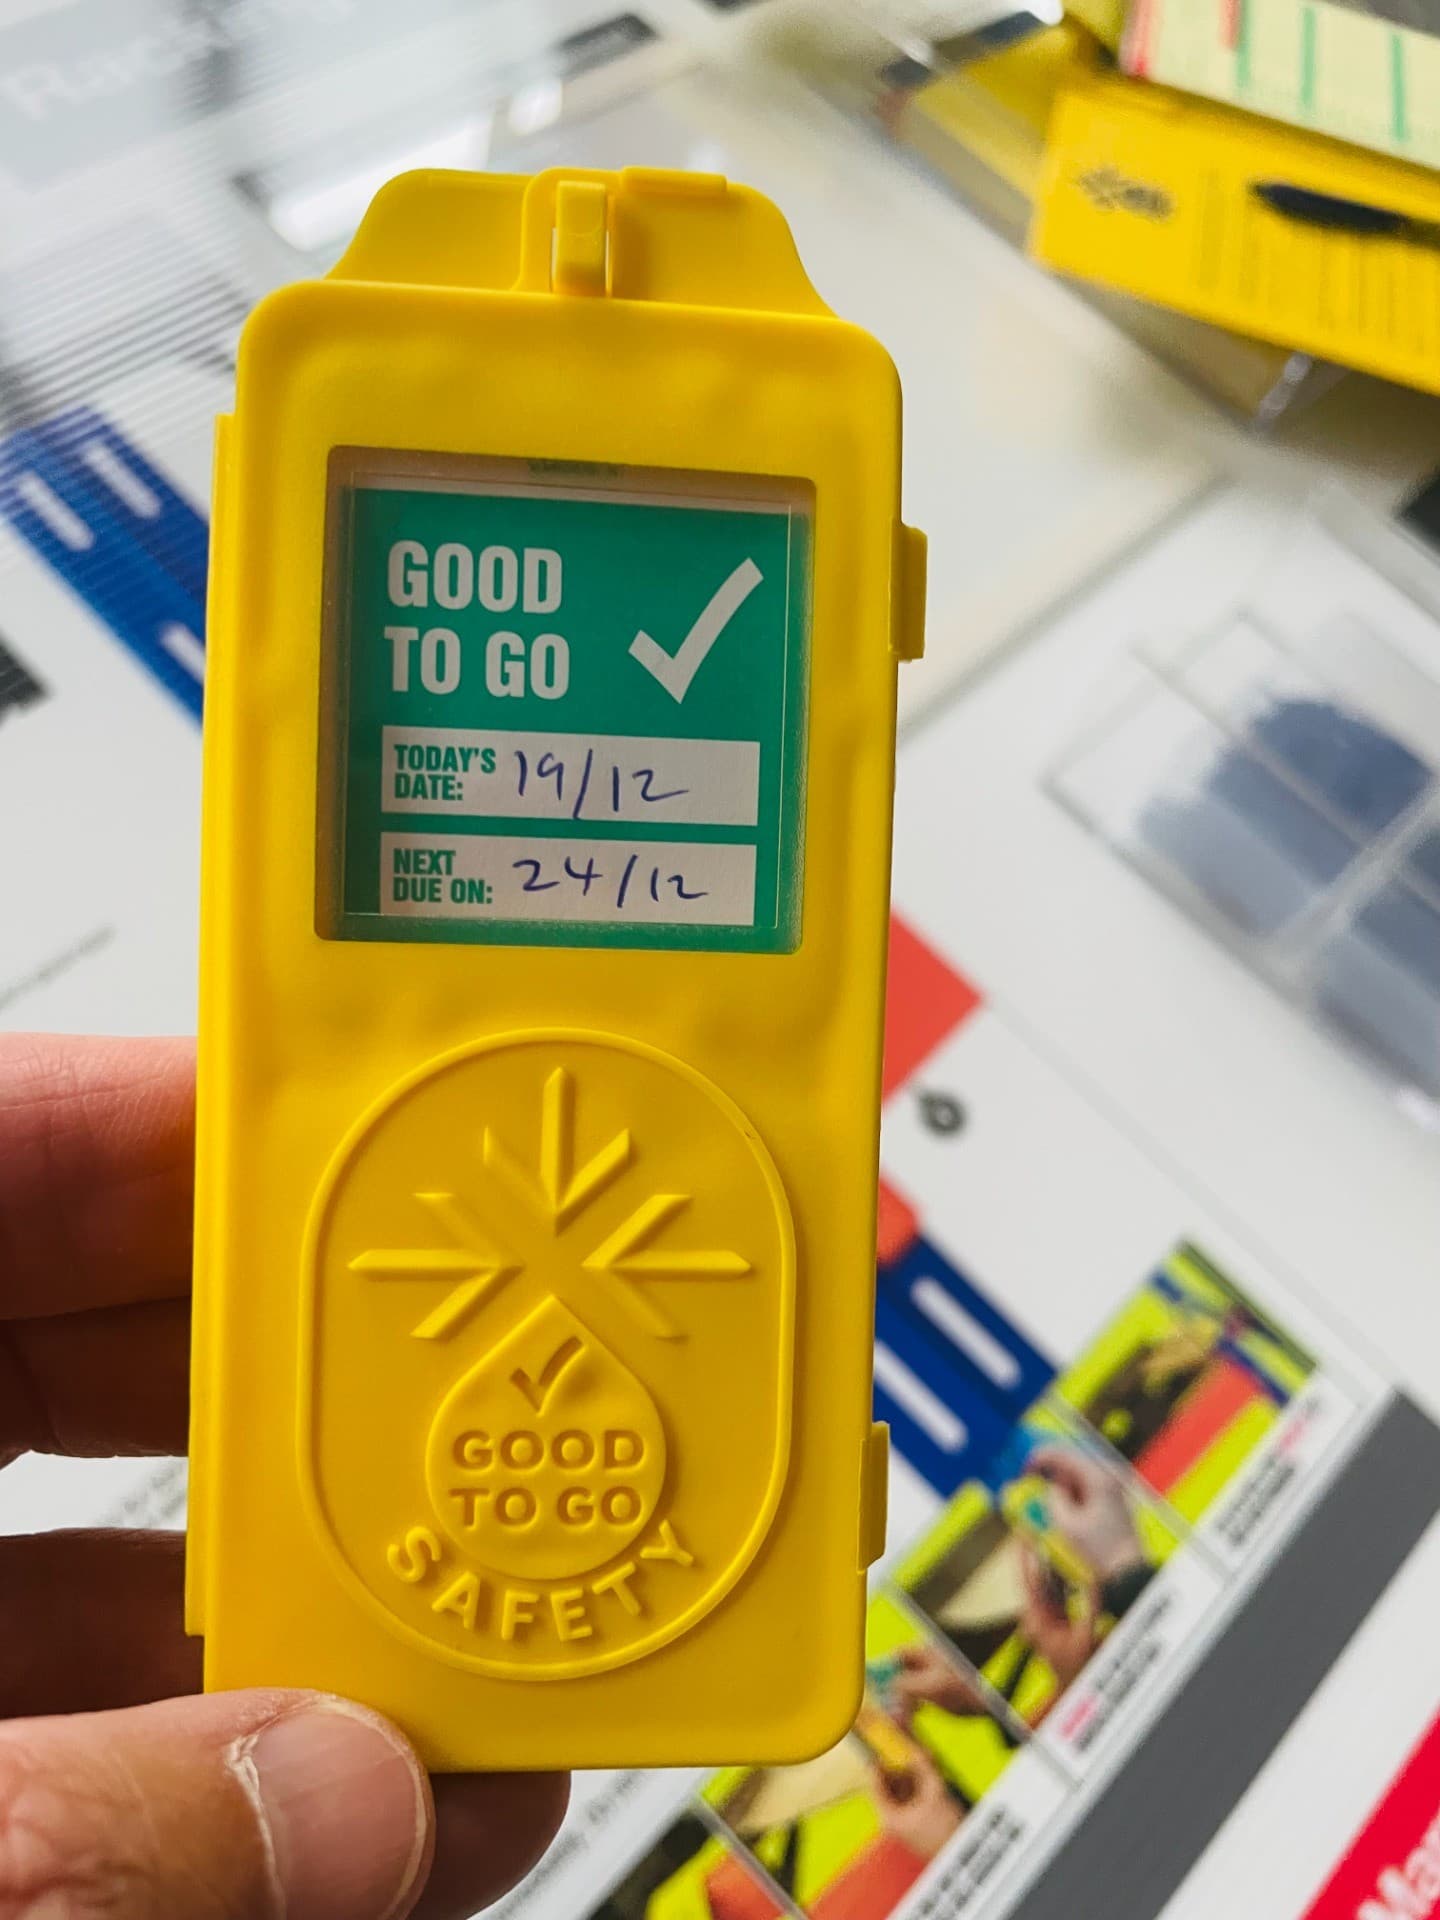 GOOD
TO GO
TODAY'S
DATE: 19/12
NEXT
DUE ON: 24/12
GOOD
TO GO
SAFETY